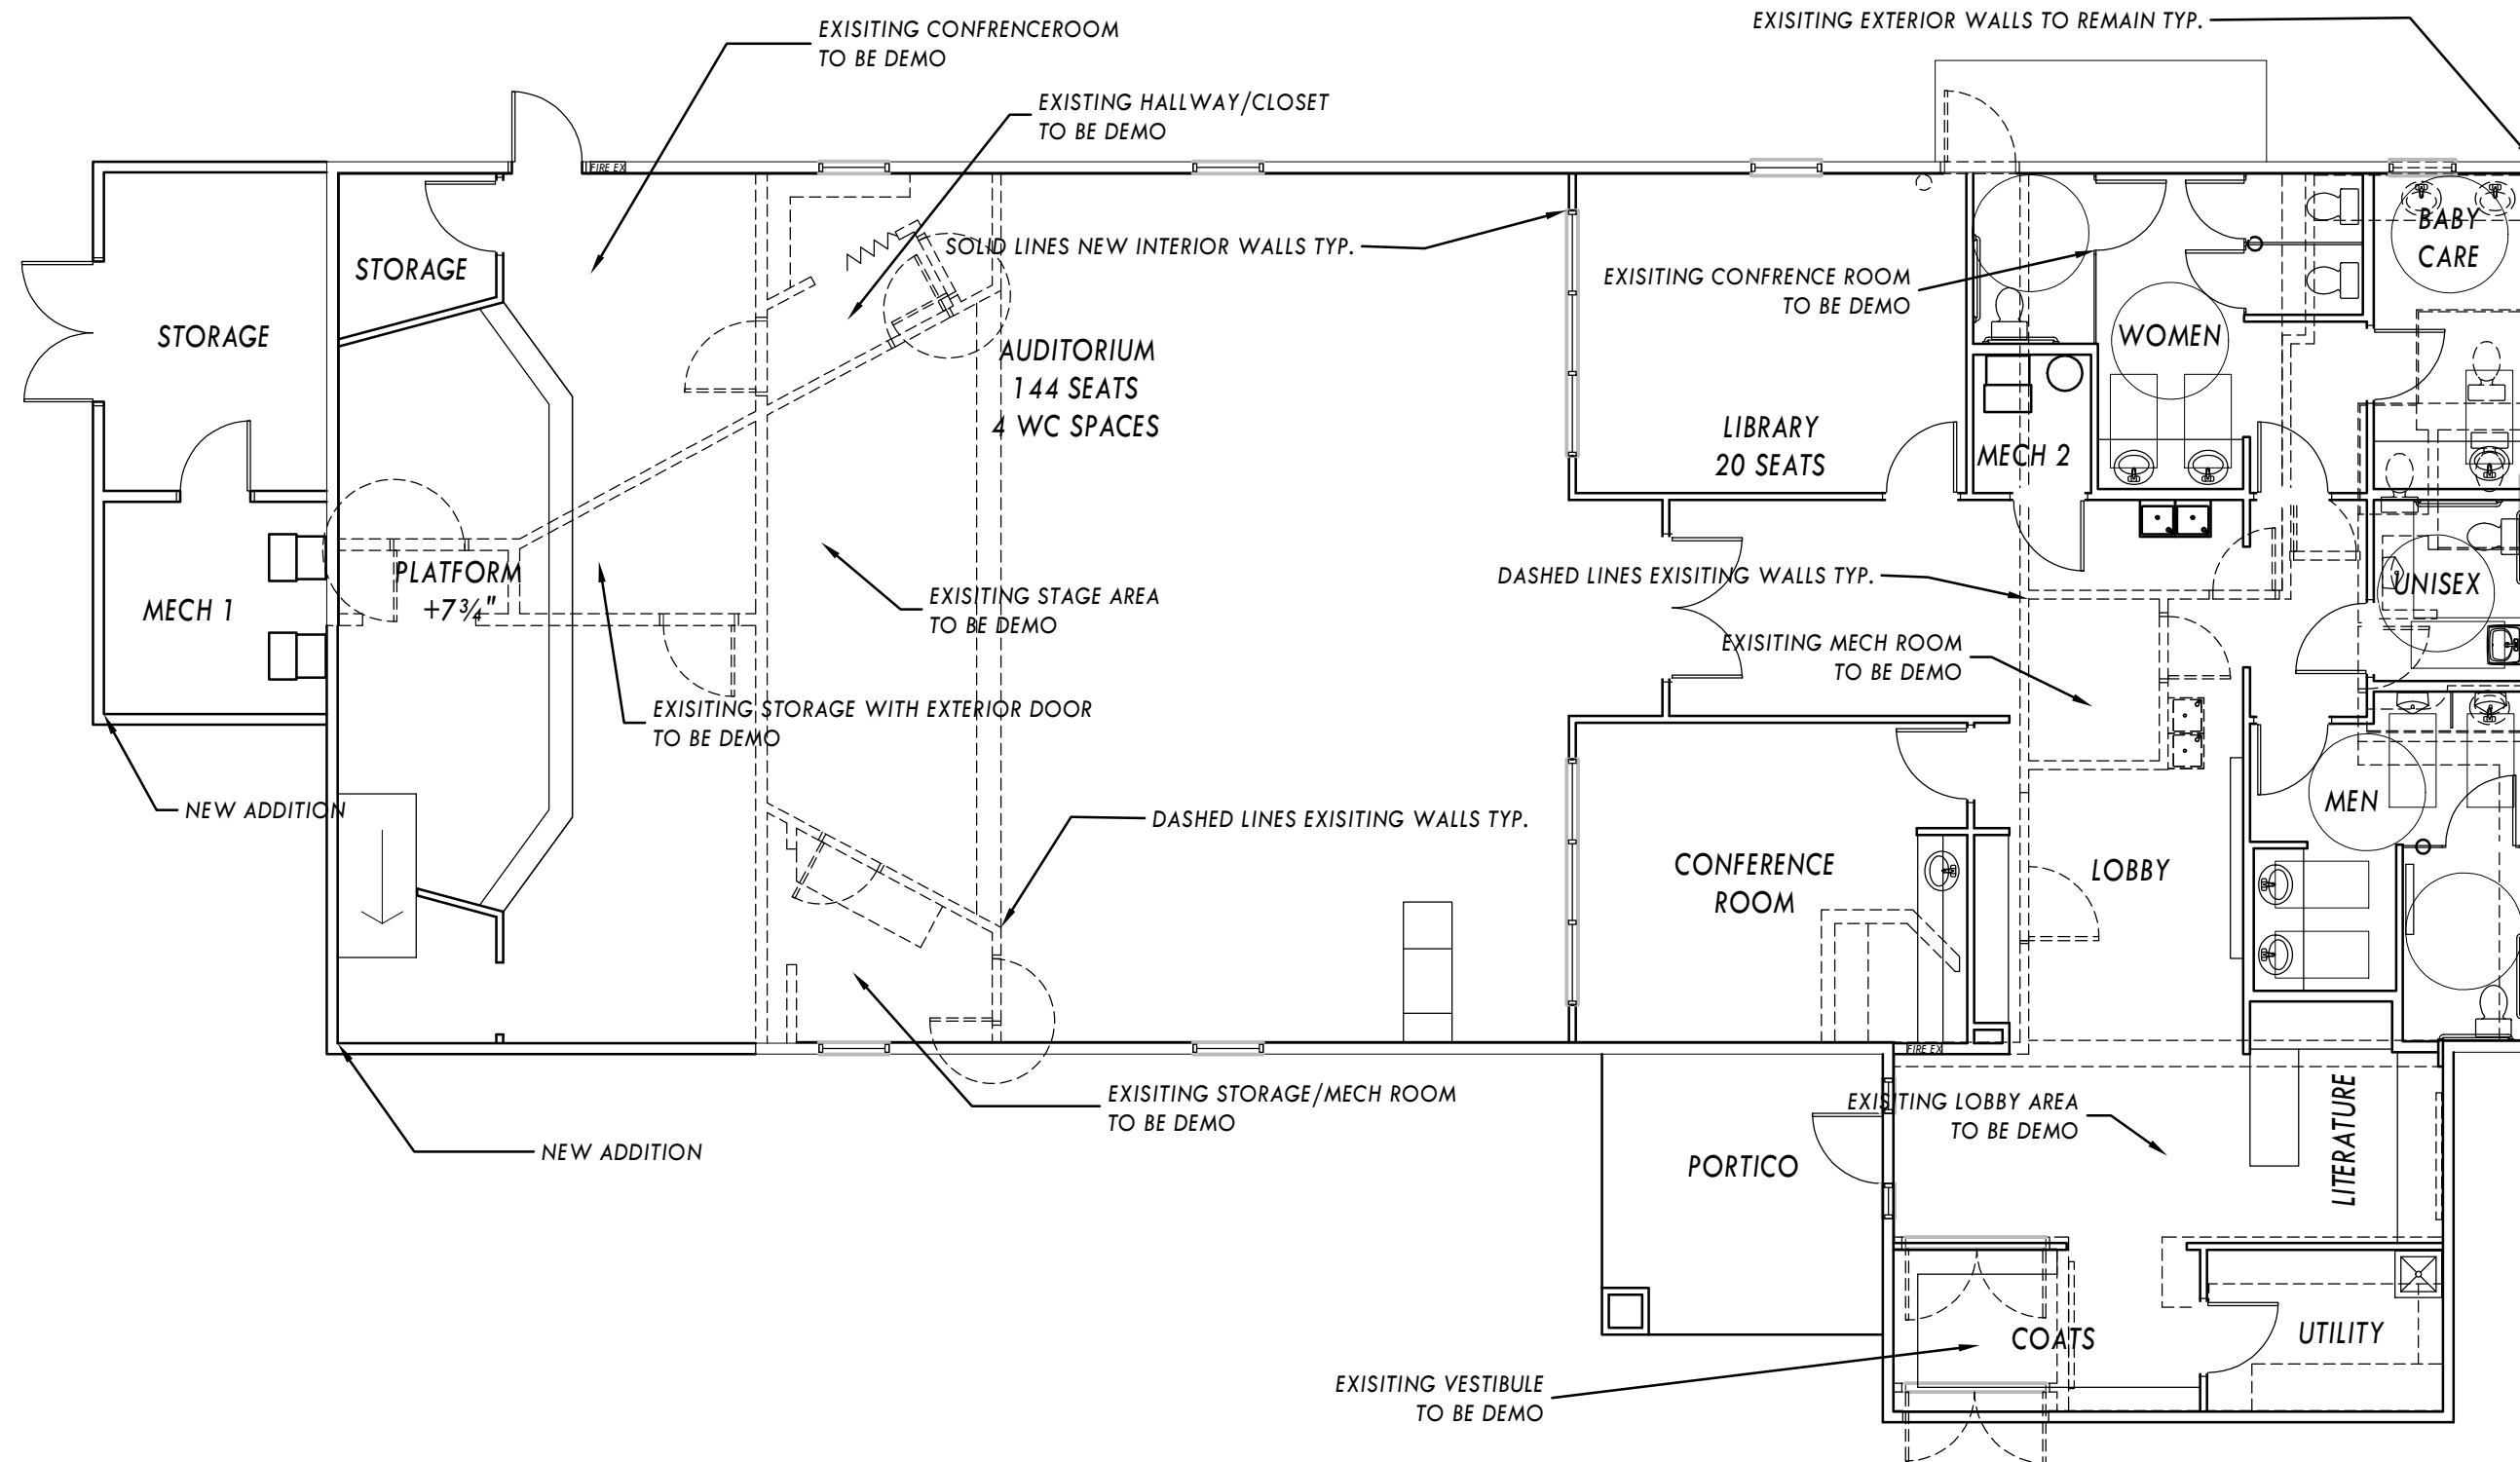 EXISITING CONFRENCEROOM
TO BE DEMO
EXISITING EXTERIOR WALLS TO REMAIN TYP.
EXISTING HALLWAY/CLOSET
TO BE DEMO
FIRE EX
SOLID LINES NEW INTERIOR WALLS TYP.
BABY
CARE
STORAGE
EXISITING CONFRENCE ROOM
TO BE DEMO
STORAGE
WOMEN
AUDITORIUM
144 SEATS
4 WC SPACES
LIBRARY
20 SEATS
MECH 2
PLATFORM
+7¾"
MECH 1
DASHED LINES EXISITING WALLS TYP.
UNISEX
EXISITING STAGE AREA
TO BE DEMO
EXISITING MECH ROOM
TO BE DEMO
EXISITING STORAGE WITH EXTERIOR DOOR
TO BE DEMO
NEW ADDITION
DASHED LINES EXISITING WALLS TYP.
MEN
CONFERENCE
ROOM
LOBBY
FIRE EX
EXISITING STORAGE/MECH ROOM
TO BE DEMO
EXISITING LOBBY AREA
TO BE DEMO
LITERATURE
NEW ADDITION
PORTICO
COATS
UTILITY
EXISITING VESTIBULE
TO BE DEMO